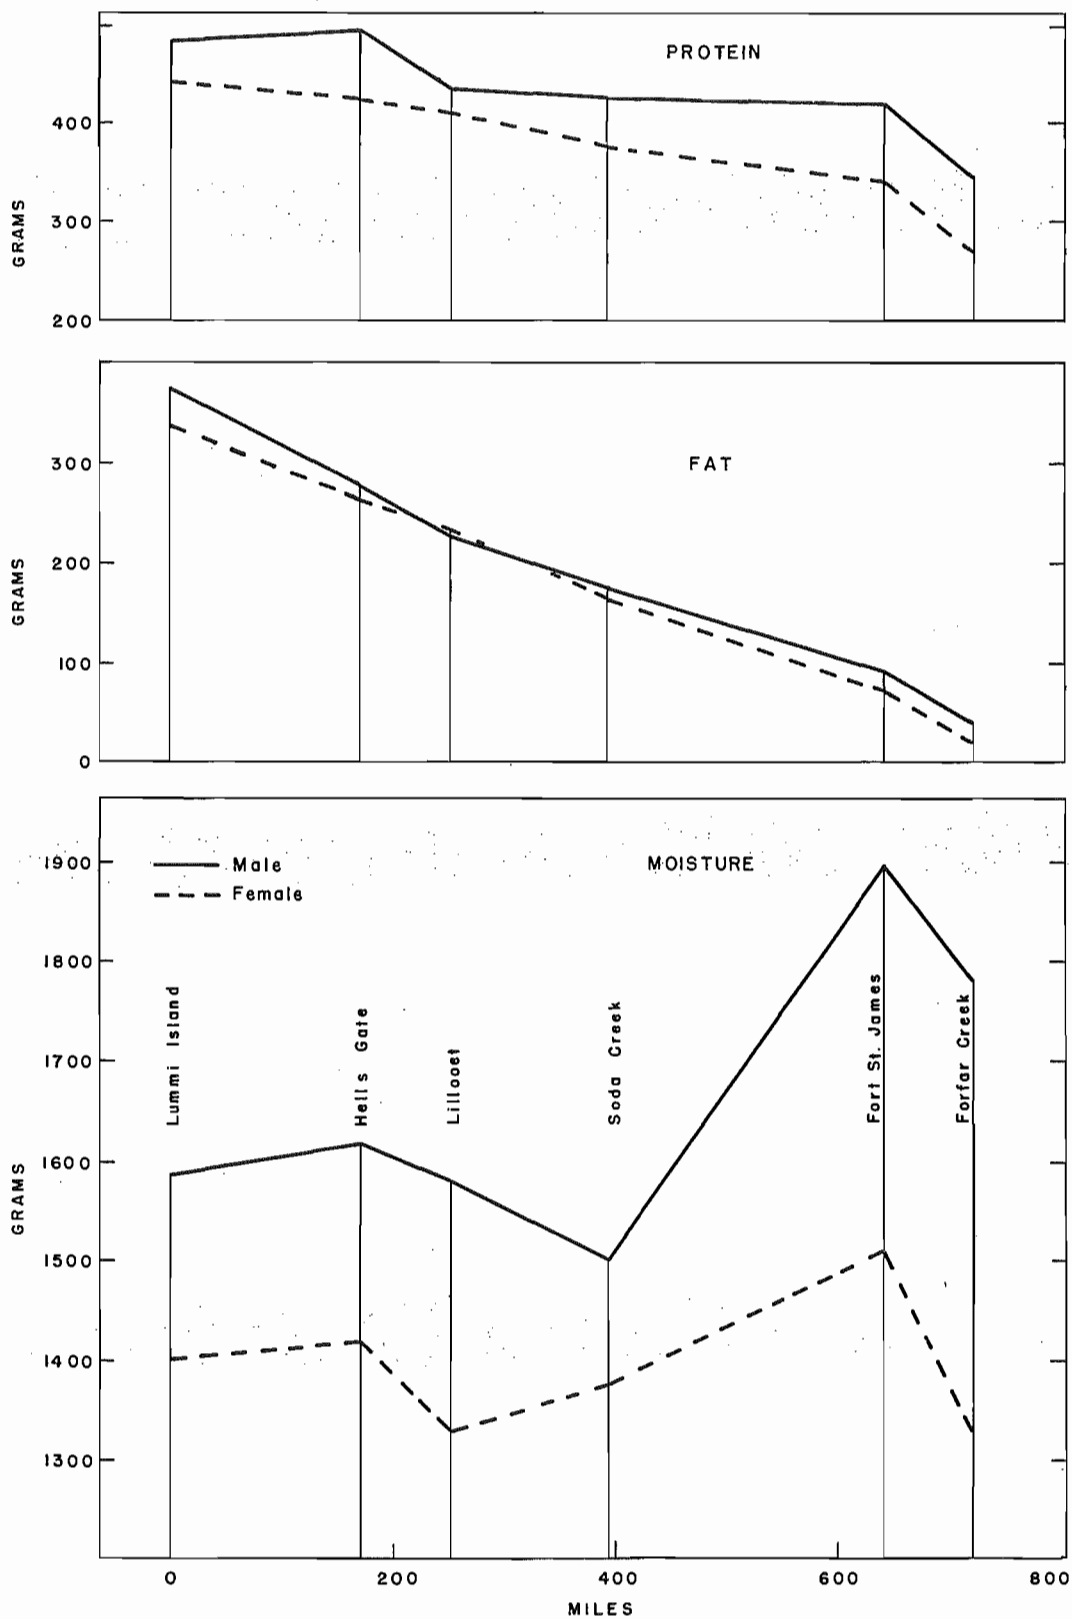 PROTEIN
400
300
200
GRAMS
FAT
300
200
100
0
GRAMS
MOISTURE
Male
Female
1900
1800
1700
1600
1500
1400
1300
GRAMS
Lummi Island
Hells Gate
Lillooet
Soda Creek
Fort St. James
Forfar Creek
0 200 400 600 800
MILES